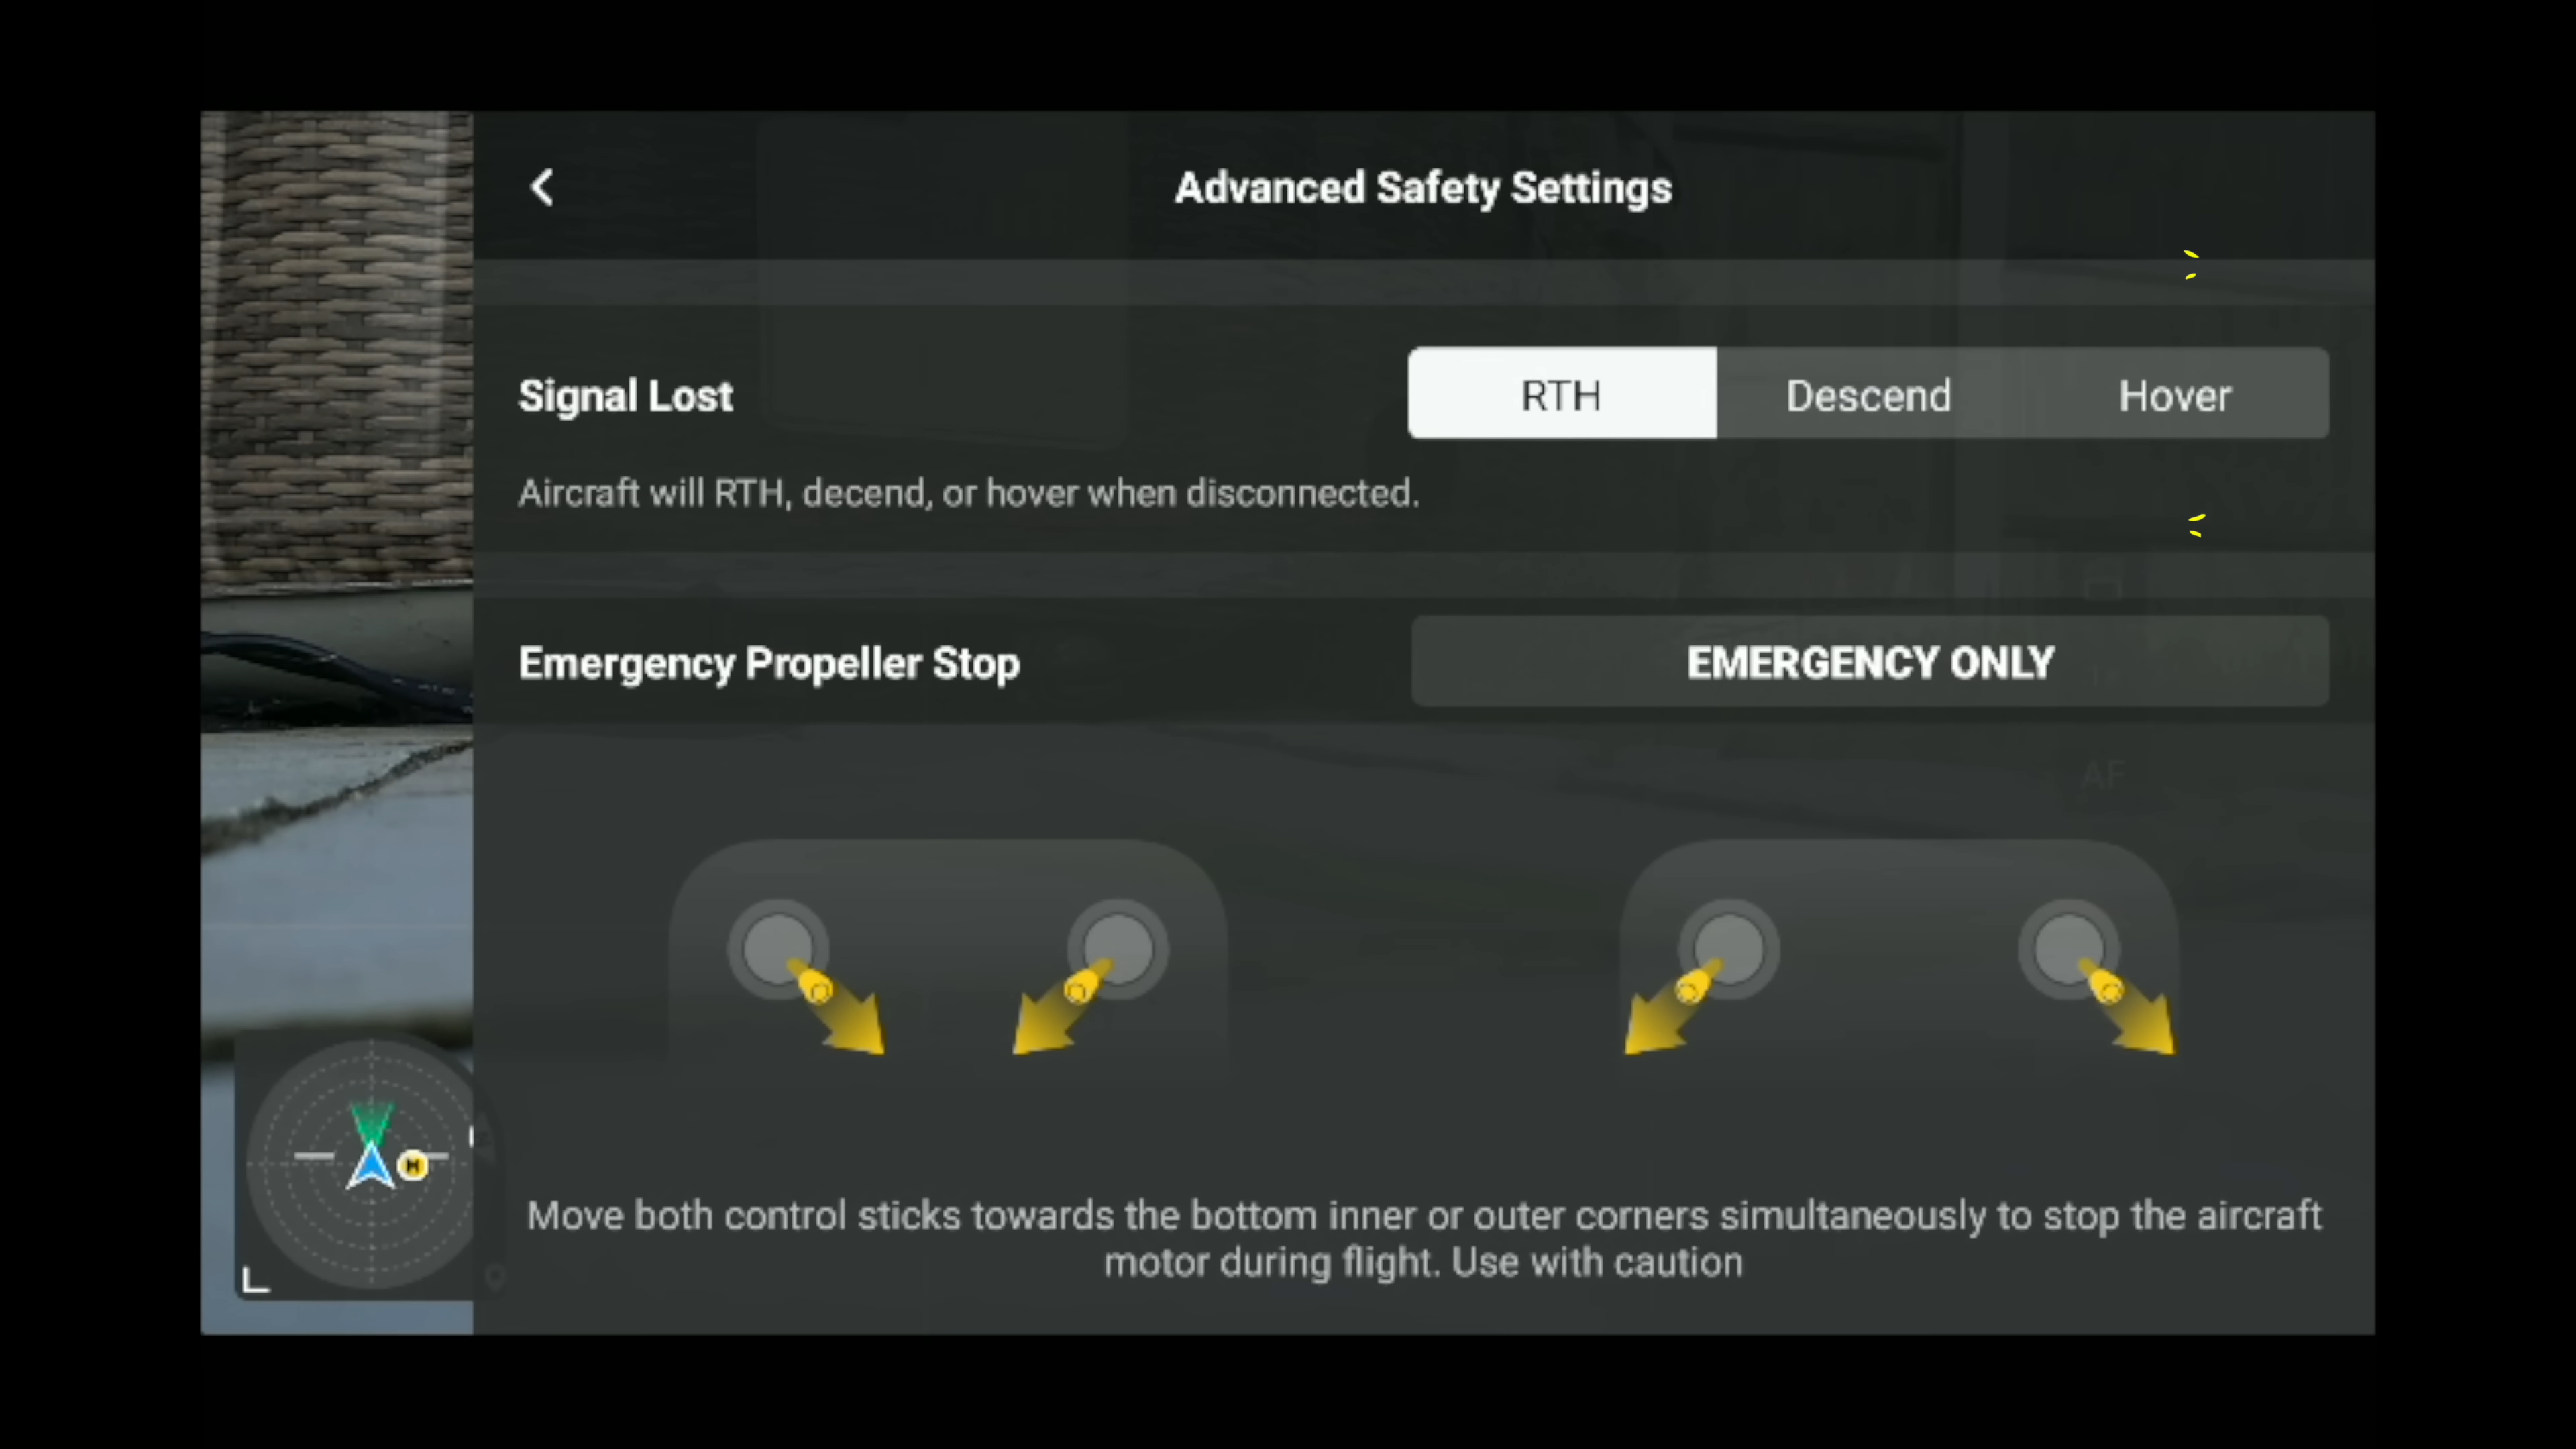 Advanced Safety Settings
Signal Lost
RTH
Descend
Hover
Aircraft will RTH, decend, or hover when disconnected.
Emergency Propeller Stop
EMERGENCY ONLY
AF
H
Move both control sticks towards the bottom inner or outer corners simultaneously to stop the aircraft
motor during flight. Use with caution